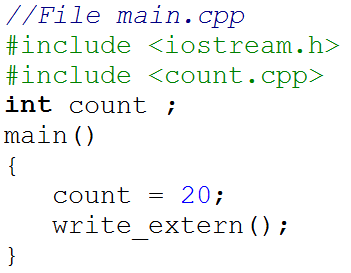 //File main.cpp
#include <iostream.h>
#include <count.cpp>
int count ;
main()
{
   count = 20;
   write_extern();
}